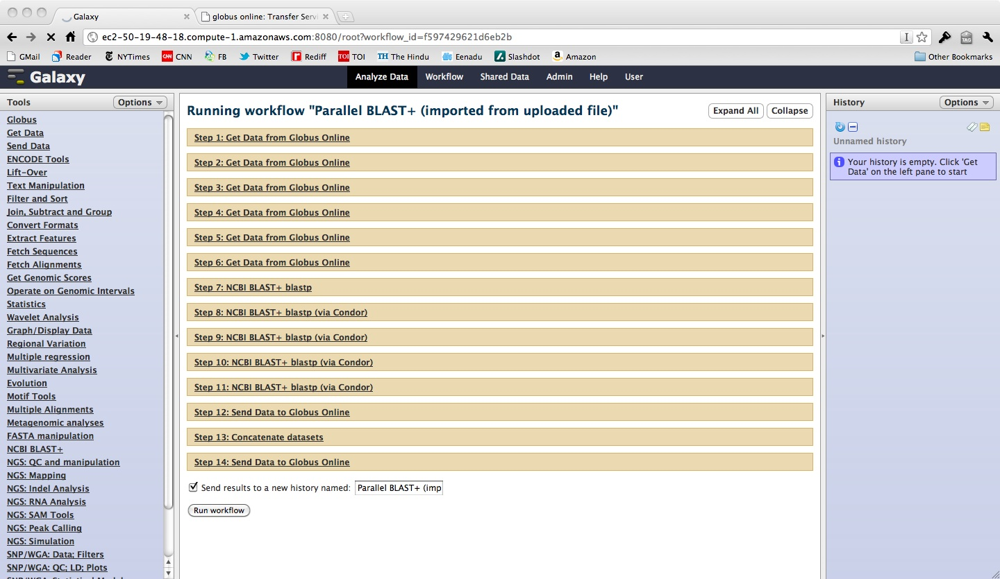 Galaxy
globus online: Transfer Servi
ec2-50-19-48-18.compute-1.amazonaws.com:8080/root?workflow_id=f597429621d6eb2b
TAG
GMail Reader NYTimes CNN CNN FB Twitter Rediff TOI TOI TH The Hindu Eenadu Slashdot a Amazon Other Bookmarks
Galaxy
Analyze Data Workflow Shared Data Admin Help User
Tools Options
Globus
Get Data
Send Data
ENCODE Tools
Lift-Over
Text Manipulation
Filter and Sort
Join, Subtract and Group
Convert Formats
Extract Features
Fetch Sequences
Fetch Alignments
Get Genomic Scores
Operate on Genomic Intervals
Statistics
Wavelet Analysis
Graph/Display Data
Regional Variation
Multiple regression
Multivariate Analysis
Evolution
Motif Tools
Multiple Alignments
Metagenomic analyses
FASTA manipulation
NCBI BLAST+
NGS: QC and manipulation
NGS: Mapping
NGS: Indel Analysis
NGS: RNA Analysis
NGS: SAM Tools
NGS: Peak Calling
NGS: Simulation
SNP/WGA: Data; Filters
SNP/WGA: QC; LD; Plots
Running workflow "Parallel BLAST+ (imported from uploaded file)"
Expand All Collapse
Step 1: Get Data from Globus Online
Step 2: Get Data from Globus Online
Step 3: Get Data from Globus Online
Step 4: Get Data from Globus Online
Step 5: Get Data from Globus Online
Step 6: Get Data from Globus Online
Step 7: NCBI BLAST+ blastp
Step 8: NCBI BLAST+ blastp (via Condor)
Step 9: NCBI BLAST+ blastp (via Condor)
Step 10: NCBI BLAST+ blastp (via Condor)
Step 11: NCBI BLAST+ blastp (via Condor)
Step 12: Send Data to Globus Online
Step 13: Concatenate datasets
Step 14: Send Data to Globus Online
Send results to a new history named: Parallel BLAST+ (imp
Run workflow
History Options
Unnamed history
Your history is empty. Click 'Get
Data' on the left pane to start